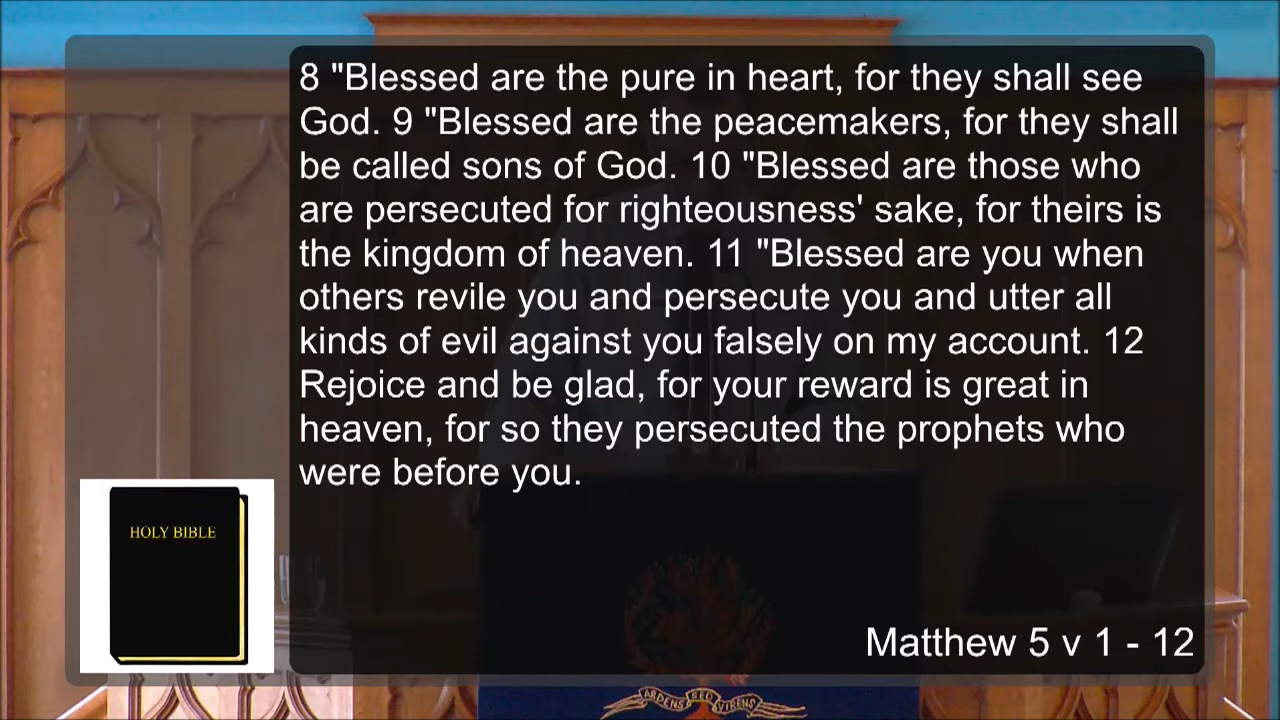 8 "Blessed are the pure in heart, for they shall see
God. 9 "Blessed are the peacemakers, for they shall
be called sons of God. 10 "Blessed are those who
are persecuted for righteousness' sake, for theirs is
the kingdom of heaven. 11 "Blessed are you when
others revile you and persecute you and utter all
kinds of evil against you falsely on my account. 12
Rejoice and be glad, for your reward is great in
heaven, for so they persecuted the prophets who
were before you.
HOLY BIBLE
Matthew 5 v 1 - 12
ARDENS SED VIRENS